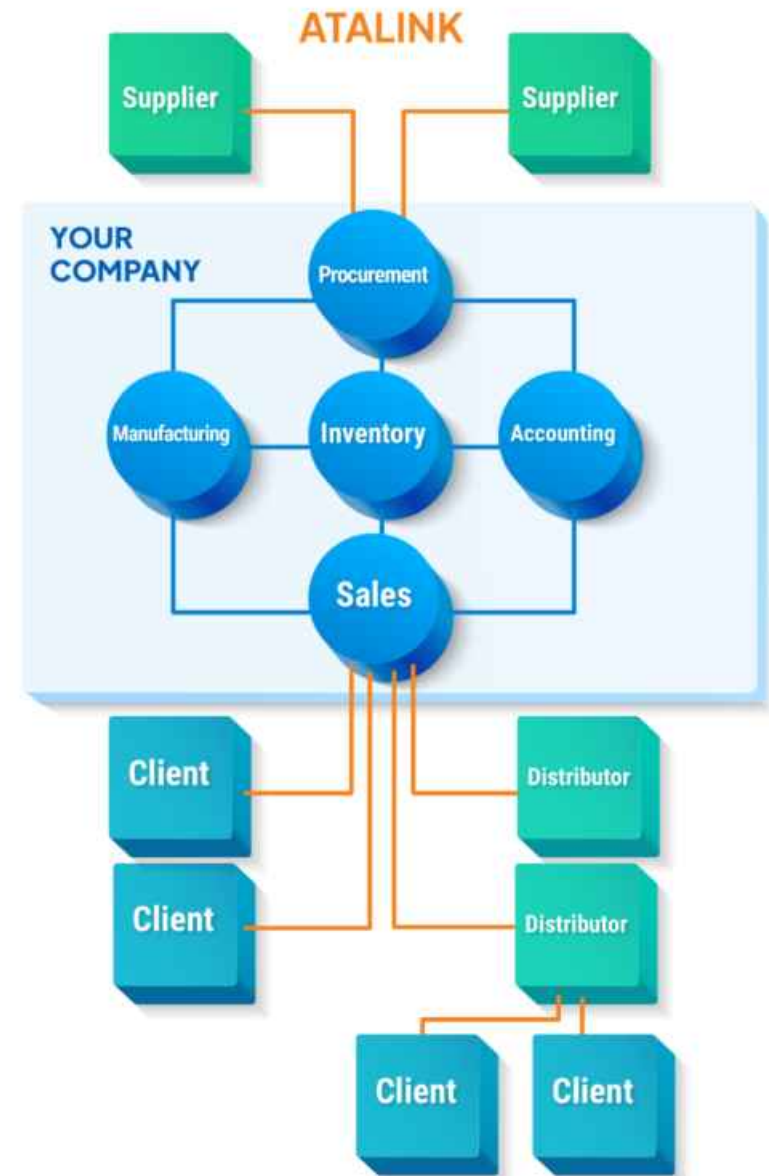 ATALINK
Supplier
Supplier
YOUR
COMPANY
Procurement
Manufacturing
Inventory
Accounting
Sales
Client
Distributor
Client
Distributor
Client
Client